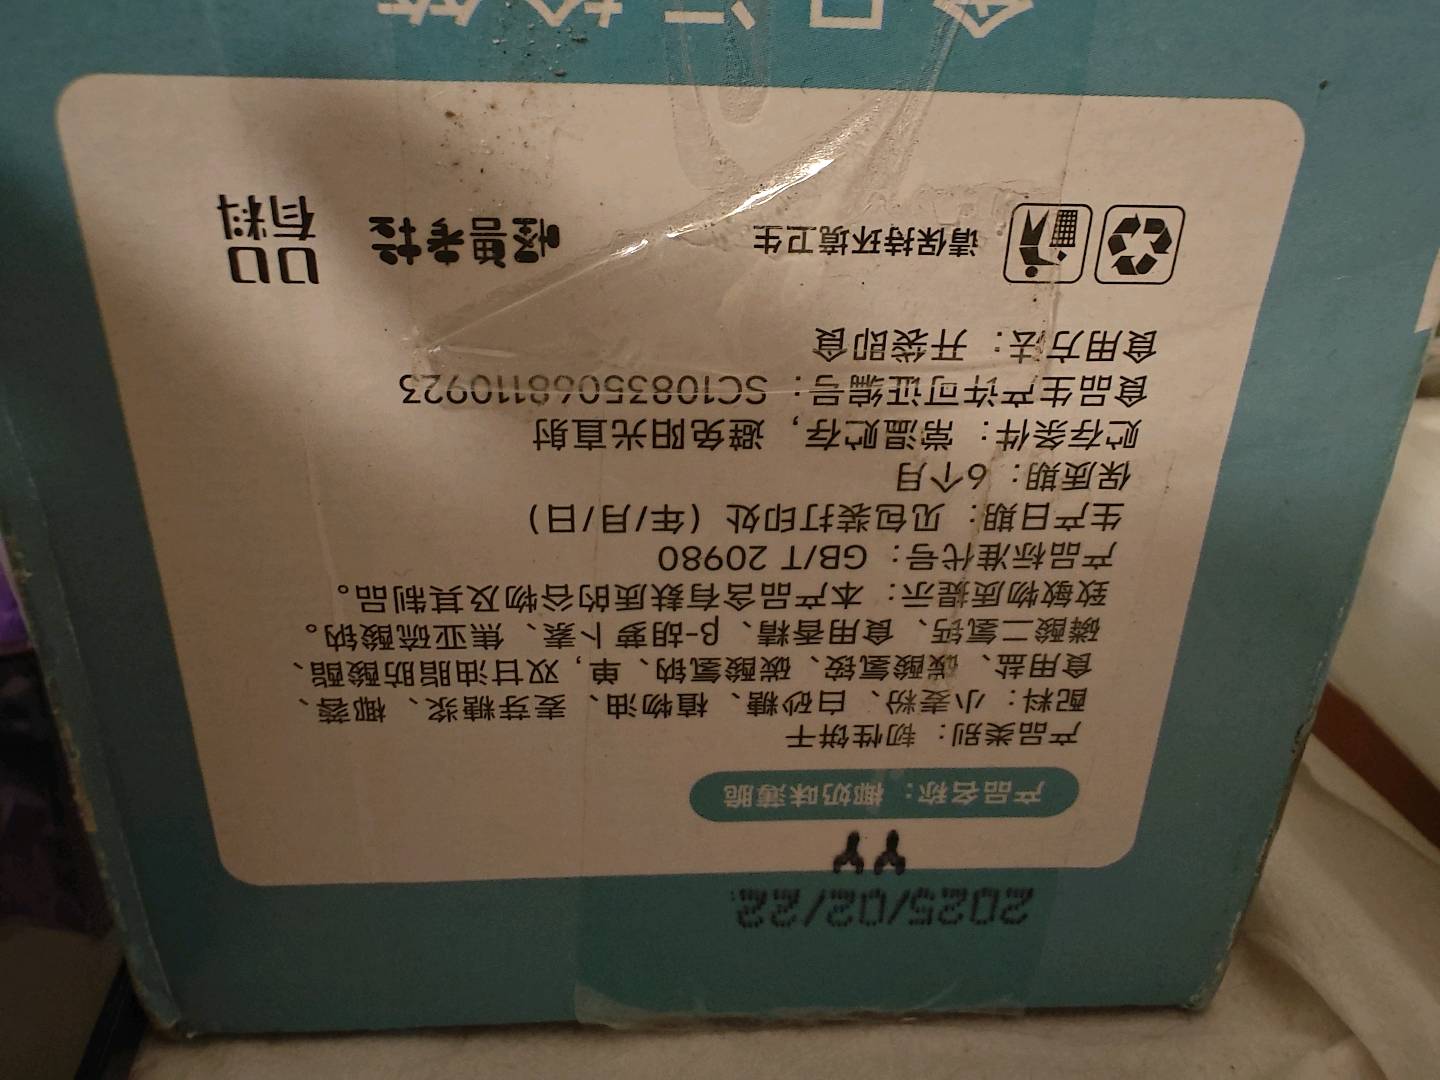 2025/02/22
YY
产品名称：椰奶味薄脆
产品类别：韧性饼干
配料：小麦粉、白砂糖、植物油、麦芽糖浆、椰蓉、
食用盐、碳酸氢铵、碳酸氢钠、单，双甘油脂肪酸酯、
磷酸二氢钙、食用香精、β-胡萝卜素、焦亚硫酸钠。
致敏物质提示：本产品含有麸质的谷物及其制品。
产品标准代号：GB/T 20980
生产日期：见包装打印处（年/月/日)
保质期：6个月
贮存条件：常温贮存，避免阳光直射
食品生产许可证编号：SC10835068110923
食用方法：开袋即食
请保持环境卫生
口口
有料